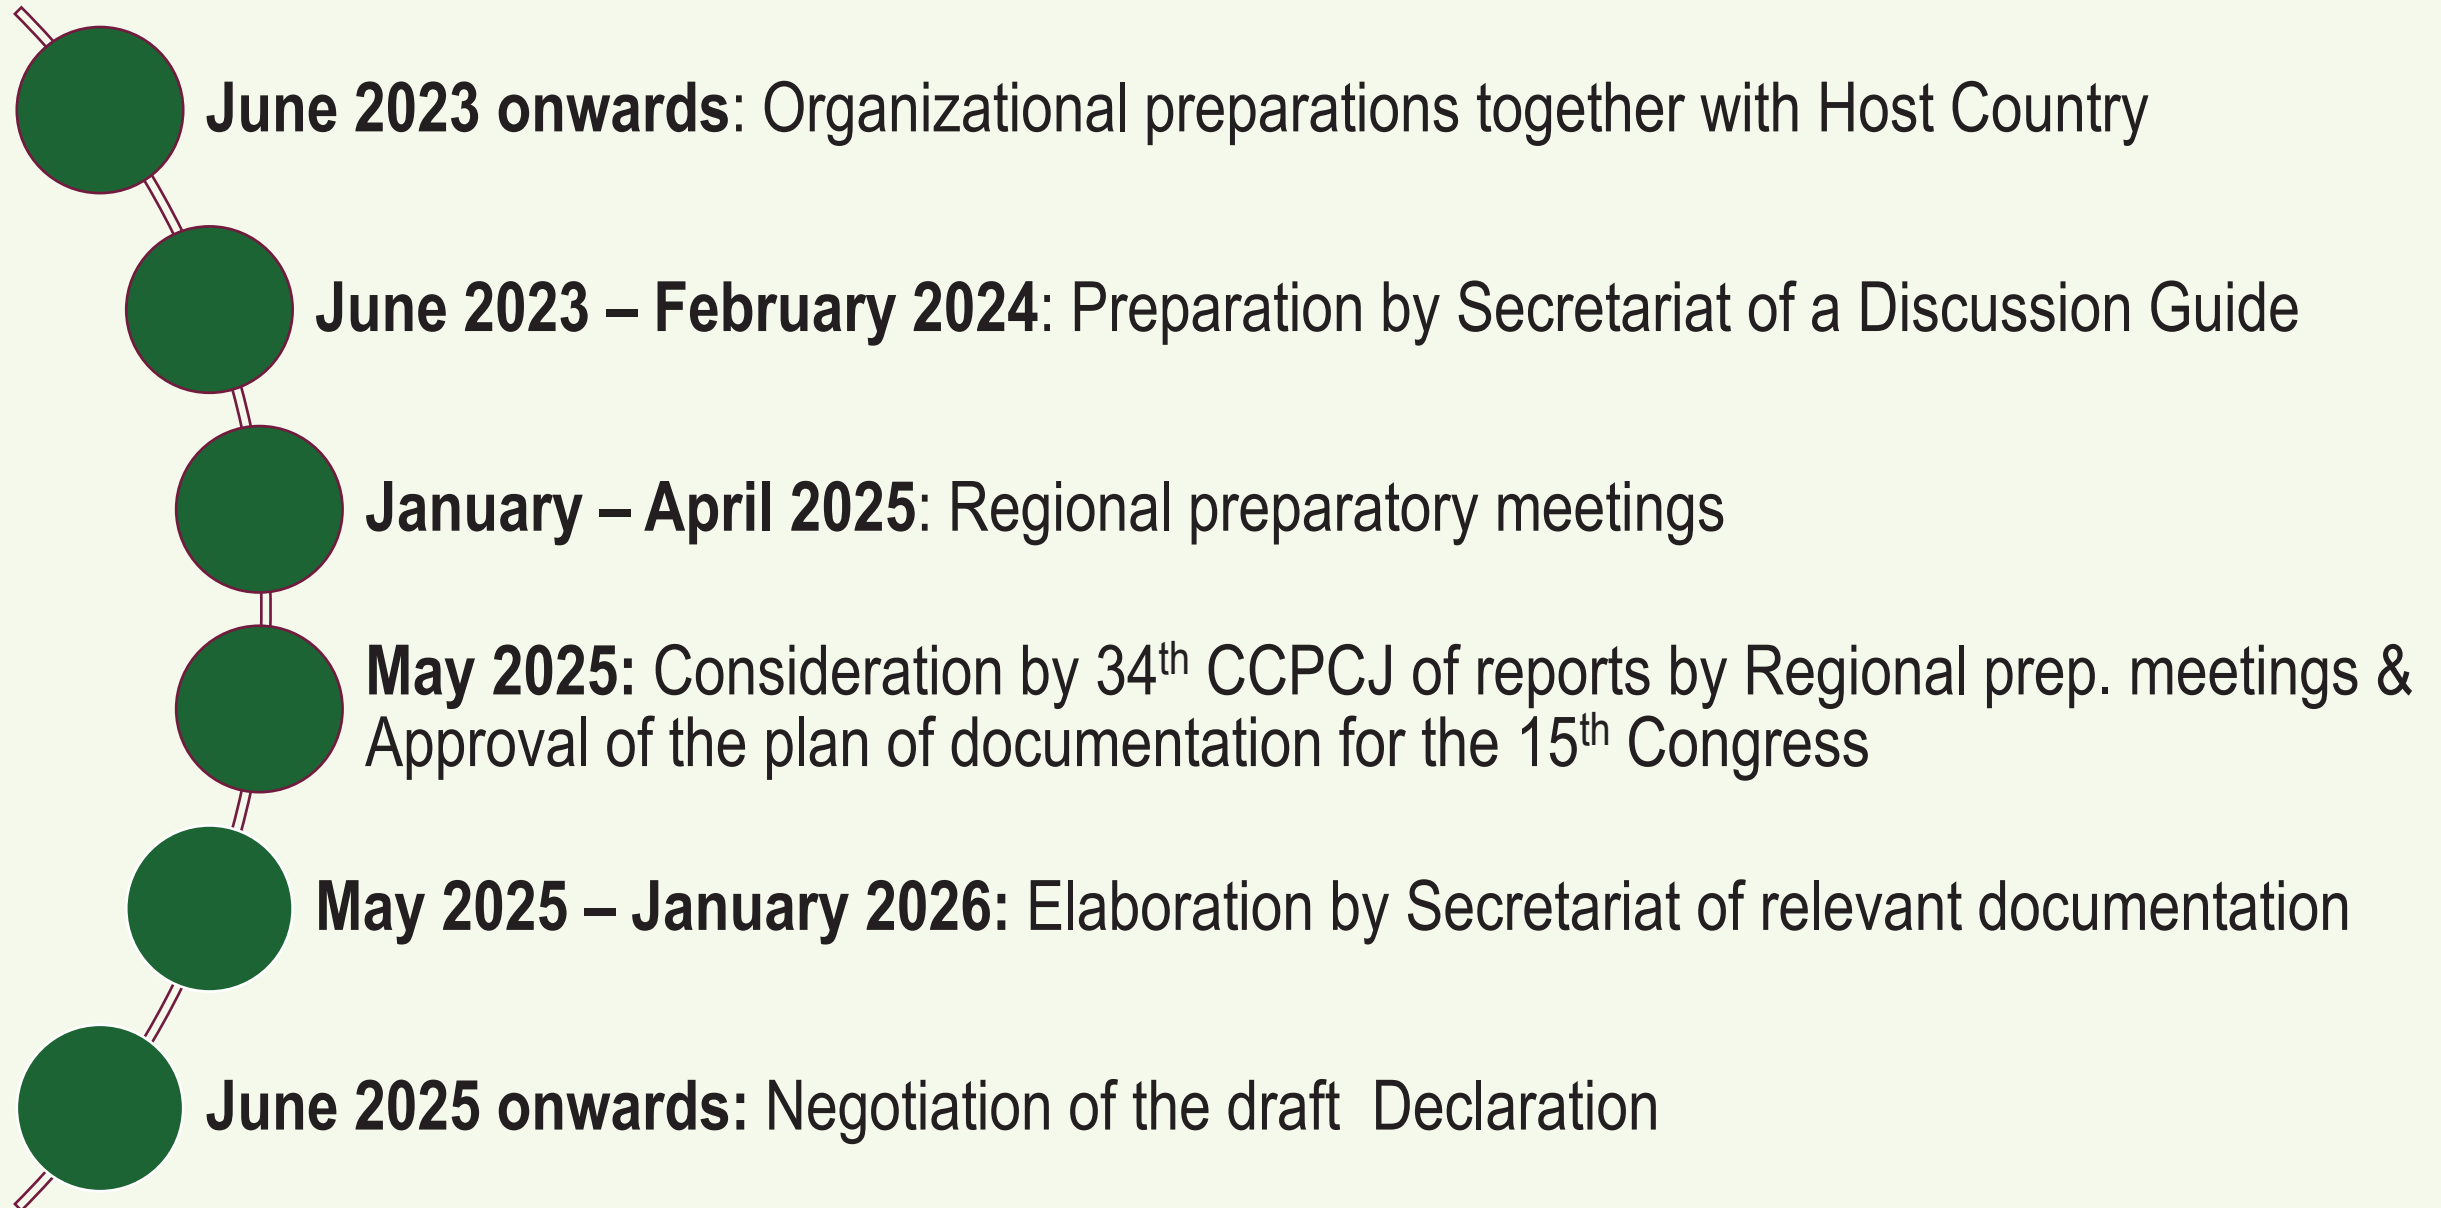 June 2023 onwards: Organizational preparations together with Host Country
June 2023 – February 2024: Preparation by Secretariat of a Discussion Guide
January – April 2025: Regional preparatory meetings
May 2025: Consideration by 34th CCPCJ of reports by Regional prep. meetings &
Approval of the plan of documentation for the 15th Congress
May 2025 – January 2026: Elaboration by Secretariat of relevant documentation
June 2025 onwards: Negotiation of the draft  Declaration